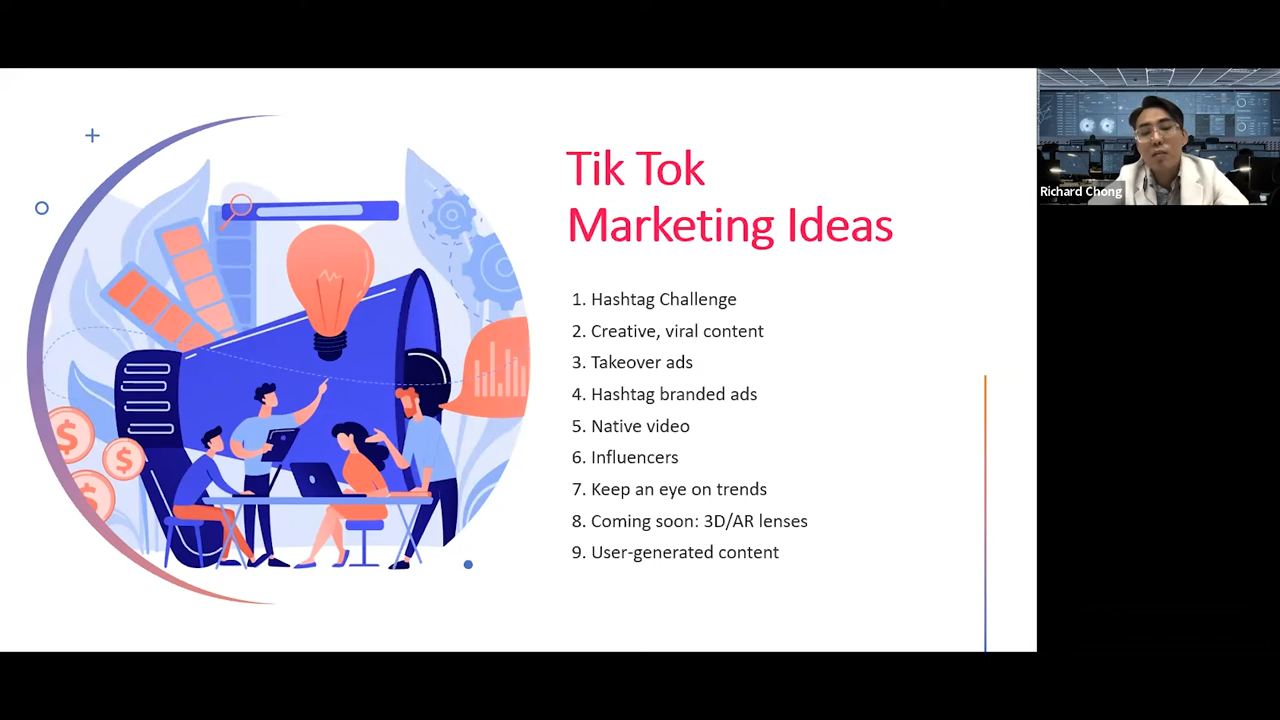 Tik Tok
Marketing Ideas
1. Hashtag Challenge
2. Creative, viral content
3. Takeover ads
4. Hashtag branded ads
5. Native video
6. Influencers
7. Keep an eye on trends
8. Coming soon: 3D/AR lenses
9. User-generated content
Richard Chong